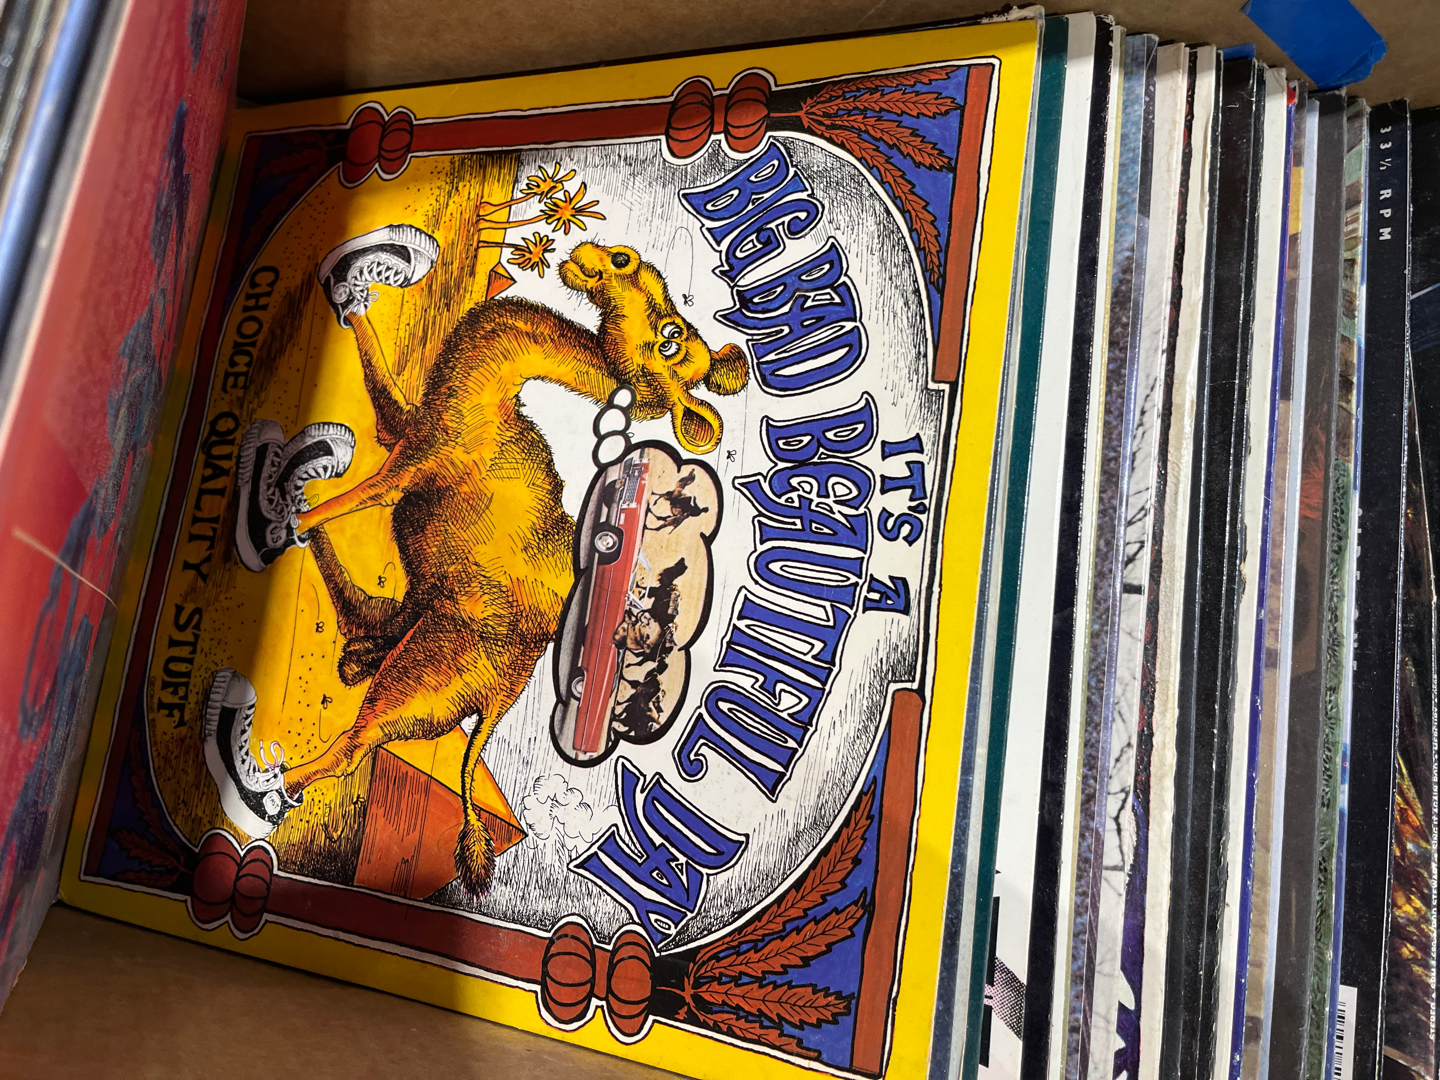 IT'S A
BIG BAD BEAUTIFUL DAY
CHOICE QUALITY STUFF
33⅓ RPM